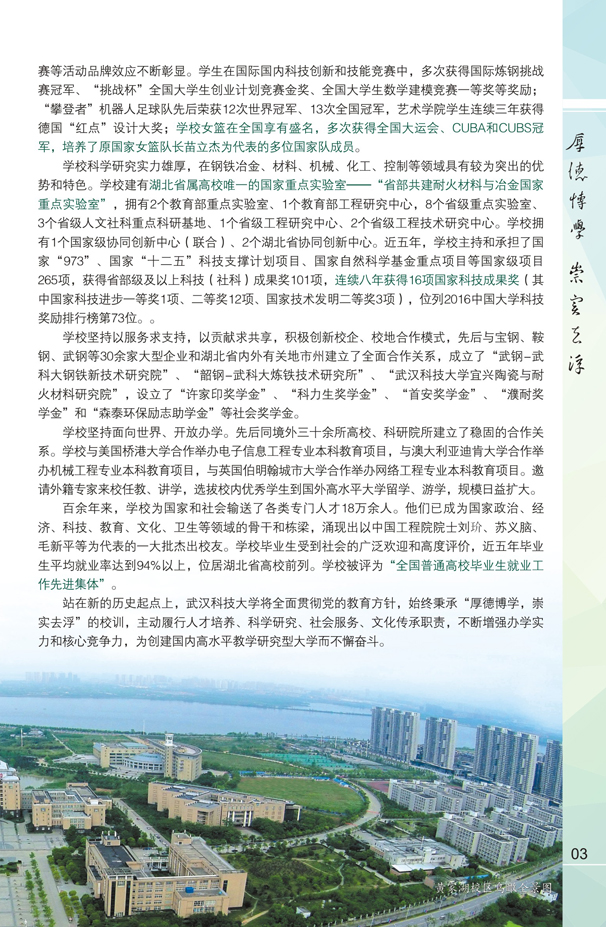 赛等活动品牌效应不断彰显。学生在国际国内科技创新和技能竞赛中，多次获得国际炼钢挑战
赛冠军、“挑战杯”全国大学生创业计划竞赛金奖、全国大学生数学建模竞赛一等奖等奖励；
“攀登者”机器人足球队先后荣获12次世界冠军、13次全国冠军，艺术学院学生连续三年获得
德国“红点”设计大奖；学校女篮在全国享有盛名，多次获得全国大运会、CUBA和CUBS冠
军，培养了原国家女篮队长苗立杰为代表的多位国家队成员。
学校科学研究实力雄厚，在钢铁冶金、材料、机械、化工、控制等领域具有较为突出的优
势和特色。学校建有湖北省属高校唯一的国家重点实验室——“省部共建耐火材料与冶金国家
重点实验室”，拥有2个教育部重点实验室、1个教育部工程研究中心，8个省级重点实验室、
3个省级人文社科重点科研基地、1个省级工程研究中心、2个省级工程技术研究中心。学校拥
有1个国家级协同创新中心（联合）、2个湖北省协同创新中心。近五年，学校主持和承担了国
家“973”、国家“十二五”科技支撑计划项目、国家自然科学基金重点项目等国家级项目
265项，获得省部级及以上科技（社科）成果奖101项，连续八年获得16项国家科技成果奖（其
中国家科技进步一等奖1项、二等奖12项、国家技术发明二等奖3项），位列2016中国大学科技
奖励排行榜第73位。。
学校坚持以服务求支持，以贡献求共享，积极创新校企、校地合作模式，先后与宝钢、鞍
钢、武钢等30余家大型企业和湖北省内外有关地市州建立了全面合作关系，成立了“武钢-武
科大钢铁新技术研究院”、“韶钢-武科大炼铁技术研究所”、“武汉科技大学宜兴陶瓷与耐
火材料研究院”，设立了“许家印奖学金”、“科力生奖学金”、“首安奖学金”、“濮耐奖
学金”和“森泰环保励志助学金”等社会奖学金。
学校坚持面向世界、开放办学。先后同境外三十余所高校、科研院所建立了稳固的合作关
系。学校与美国桥港大学合作举办电子信息工程专业本科教育项目，与澳大利亚迪肯大学合作举
办机械工程专业本科教育项目，与英国伯明翰城市大学合作举办网络工程专业本科教育项目。邀
请外籍专家来校任教、讲学，选拔校内优秀学生到国外高水平大学留学、游学，规模日益扩大。
百余年来，学校为国家和社会输送了各类专门人才18万余人。他们已成为国家政治、经
济、科技、教育、文化、卫生等领域的骨干和栋梁，涌现出以中国工程院院士刘玠、苏义脑、
毛新平等为代表的一大批杰出校友。学校毕业生受到社会的广泛欢迎和高度评价，近五年毕业
生平均就业率达到94%以上，位居湖北省高校前列。学校被评为“全国普通高校毕业生就业工
作先进集体”。
站在新的历史起点上，武汉科技大学将全面贯彻党的教育方针，始终秉承“厚德博学，崇
实去浮”的校训，主动履行人才培养、科学研究、社会服务、文化传承职责，不断增强办学实
力和核心竞争力，为创建国内高水平教学研究型大学而不懈奋斗。
厚德博学 崇实去浮
03
黄家湖校区鸟瞰全景图